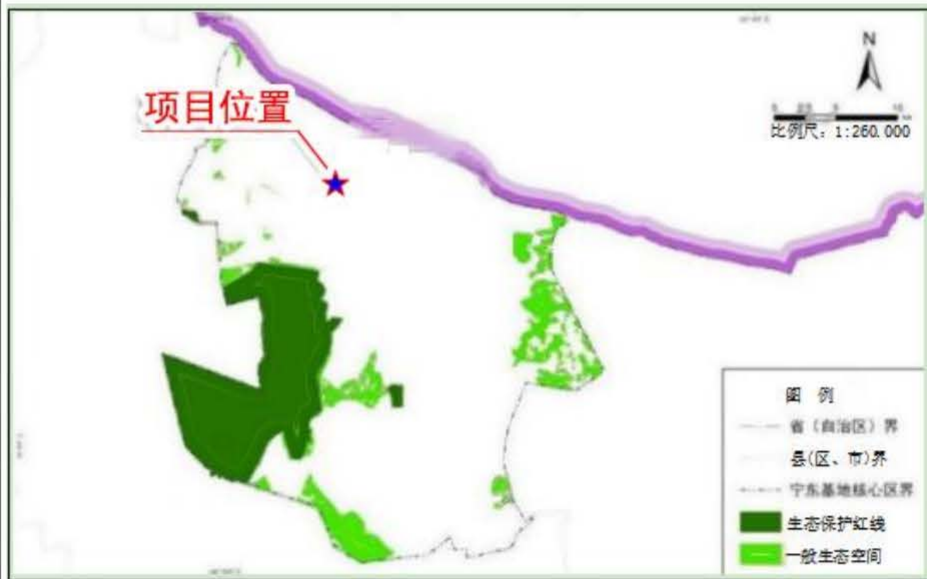 项目位置
N
比例尺：1:260.000
图 例
省（自治区）界
县(区、市)界
宁东基地核心区界
生态保护红线
一般生态空间